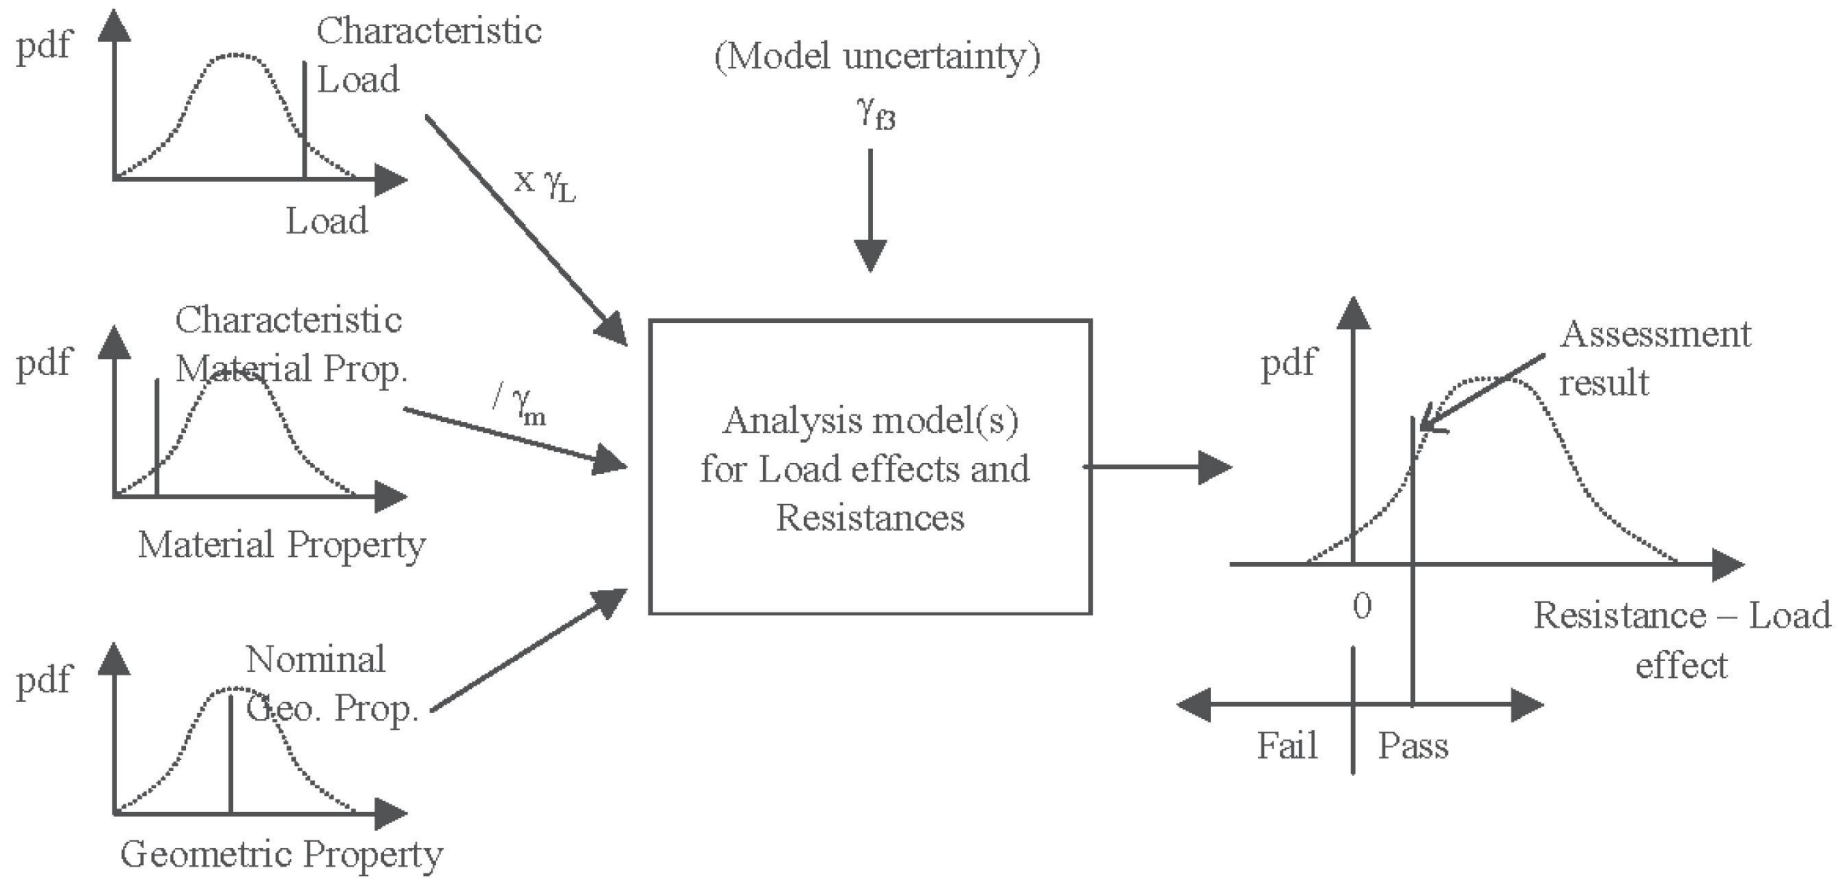 pdf
Characteristic
Load
x γL
Load
(Model uncertainty)
γf3
pdf
Characteristic
Material Prop.
/ γm
Material Property
pdf
Nominal
Geo. Prop.
Geometric Property
Analysis model(s)
for Load effects and
Resistances
pdf
Assessment
result
0
Resistance – Load
effect
Fail
Pass